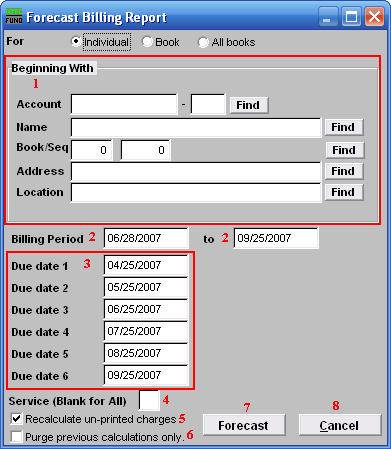 FUND Forecast Billing Report
For Individual Book All books
Beginning With
1
Account - Find
Name Find
Book/Seq 0 0 Find
Address Find
Location Find
Billing Period 2 06/28/2007 to 2 09/25/2007
Due date 1 3 04/25/2007
Due date 2 05/25/2007
Due date 3 06/25/2007
Due date 4 07/25/2007
Due date 5 08/25/2007
Due date 6 09/25/2007
Service (Blank for All) 4
Recalculate un-printed charges 5
Purge previous calculations only. 6
7 8
Forecast Cancel